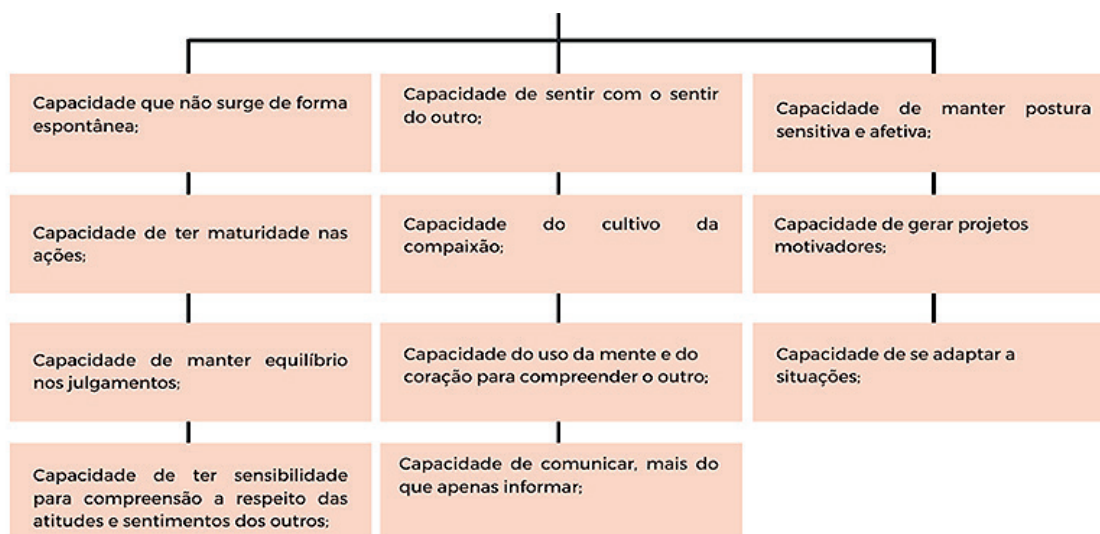 Capacidade que não surge de forma
espontânea;
Capacidade de ter maturidade nas
ações;
Capacidade de manter equilíbrio
nos julgamentos;
Capacidade de ter sensibilidade
para compreensão a respeito das
atitudes e sentimentos dos outros;
Capacidade de sentir com o sentir
do outro;
Capacidade do cultivo da
compaixão;
Capacidade do uso da mente e do
coração para compreender o outro;
Capacidade de comunicar, mais do
que apenas informar;
Capacidade de manter postura
sensitiva e afetiva;
Capacidade de gerar projetos
motivadores;
Capacidade de se adaptar a
situações;